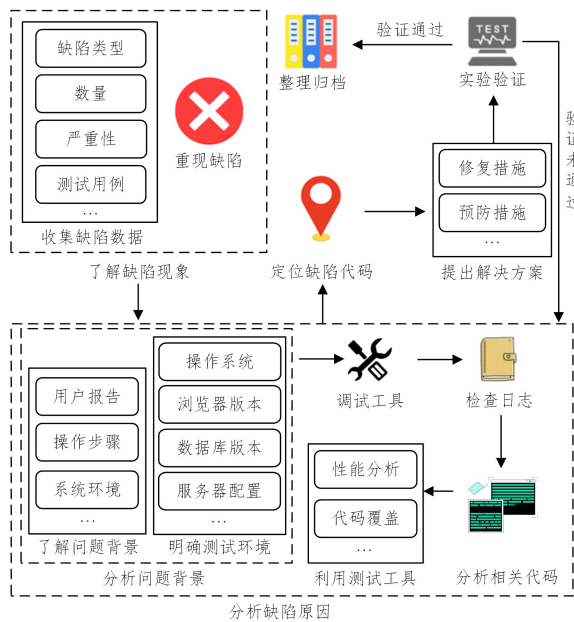 缺陷类型
数量
严重性
测试用例
...
收集缺陷数据
重现缺陷
了解缺陷现象
整理归档
验证通过
TEST
实验验证
验证未通过
修复措施
预防措施
...
提出解决方案
定位缺陷代码
用户报告
操作步骤
系统环境
...
了解问题背景
操作系统
浏览器版本
数据库版本
服务器配置
...
明确测试环境
分析问题背景
调试工具
检查日志
性能分析
代码覆盖
...
利用测试工具
分析相关代码
分析缺陷原因